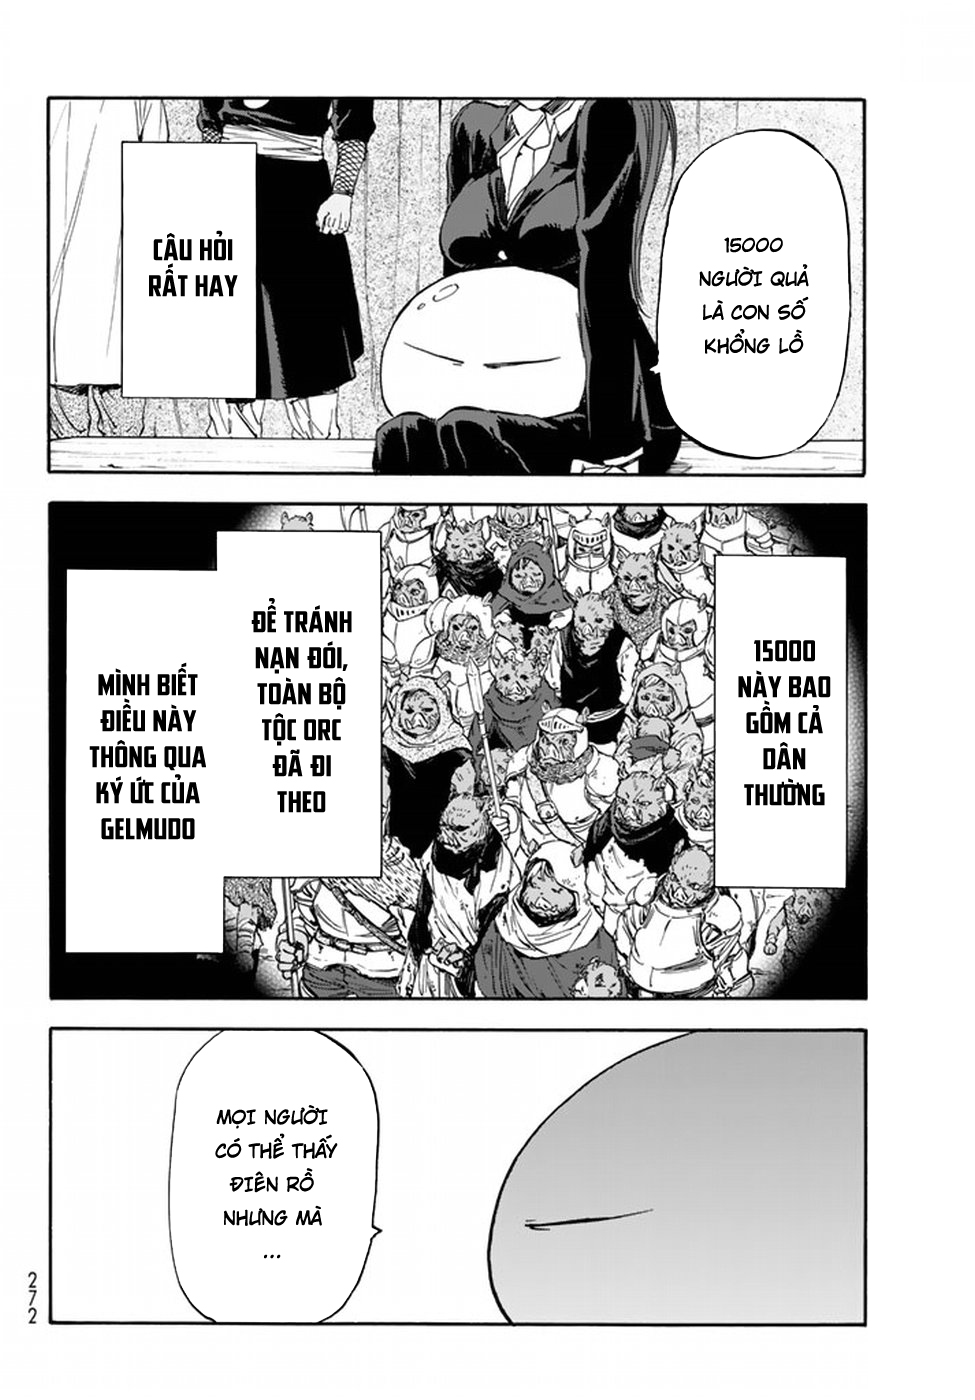 15000
NGƯỜI QUẢ
LÀ CON SỐ
KHỔNG LỒ
CÂU HỎI
RẤT HAY
15000
NÀY BAO
GỒM CẢ
DÂN
THƯỜNG
ĐỂ TRÁNH
NẠN ĐÓI,
TOÀN BỘ
TỘC ORC
ĐÃ ĐI
THEO
MÌNH BIẾT
ĐIỀU NÀY
THÔNG QUA
KÝ ỨC CỦA
GELMUDO
MỌI NGƯỜI
CÓ THỂ THẤY
ĐIÊN RỒ
NHƯNG MÀ
...
272